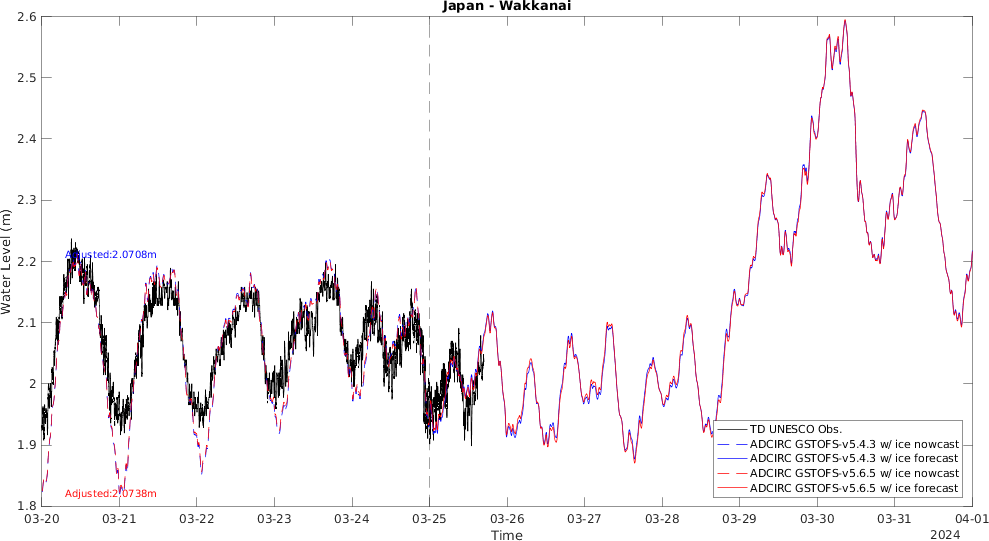 Japan - Wakkanai
2.6
2.5
2.4
2.3
2.2
2.1
2
1.9
1.8
Water Level (m)
Adjusted:2.0708m
Adjusted:2.0738m
TD UNESCO Obs.
ADCIRC GSTOFS-v5.4.3 w/ ice nowcast
ADCIRC GSTOFS-v5.4.3 w/ ice forecast
ADCIRC GSTOFS-v5.6.5 w/ ice nowcast
ADCIRC GSTOFS-v5.6.5 w/ ice forecast
03-20 03-21 03-22 03-23 03-24 03-25 03-26 03-27 03-28 03-29 03-30 03-31 04-01
Time
2024